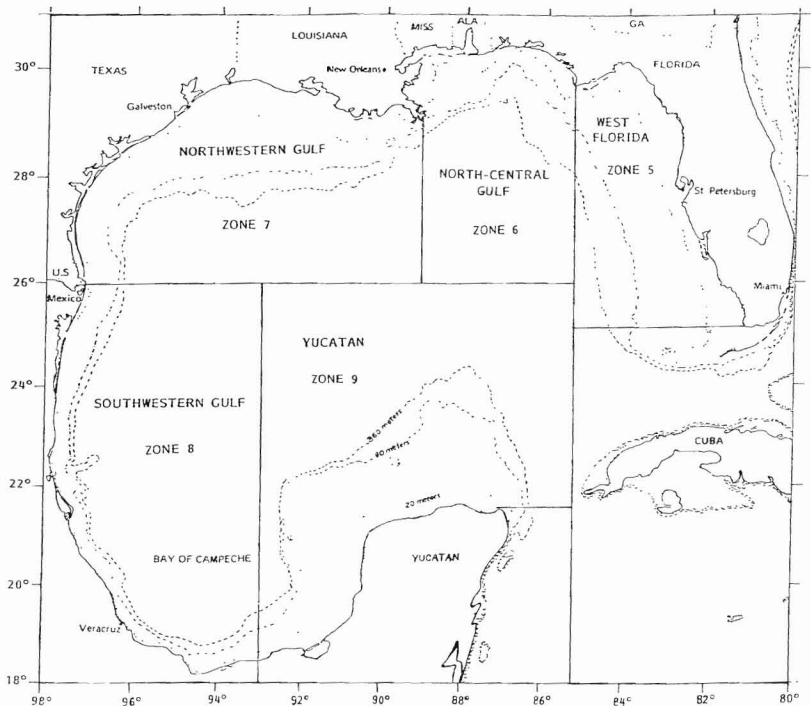 LOUISIANA
MISS
ALA
GA
30°
TEXAS
New Orleans
FLORIDA
Galveston
WEST
FLORIDA
ZONE 5
NORTHWESTERN GULF
NORTH-CENTRAL
GULF
28°
St. Petersburg
ZONE 7
ZONE 6
U.S
Miami
26°
Mexico
YUCATAN
ZONE 9
24°
SOUTHWESTERN GULF
360 meters
ZONE 8
90 meters
CUBA
22°
20 meters
BAY OF CAMPECHE
YUCATAN
20°
Veracruz
18°
98°
96°
94°
92°
90°
88°
86°
84°
82°
80°